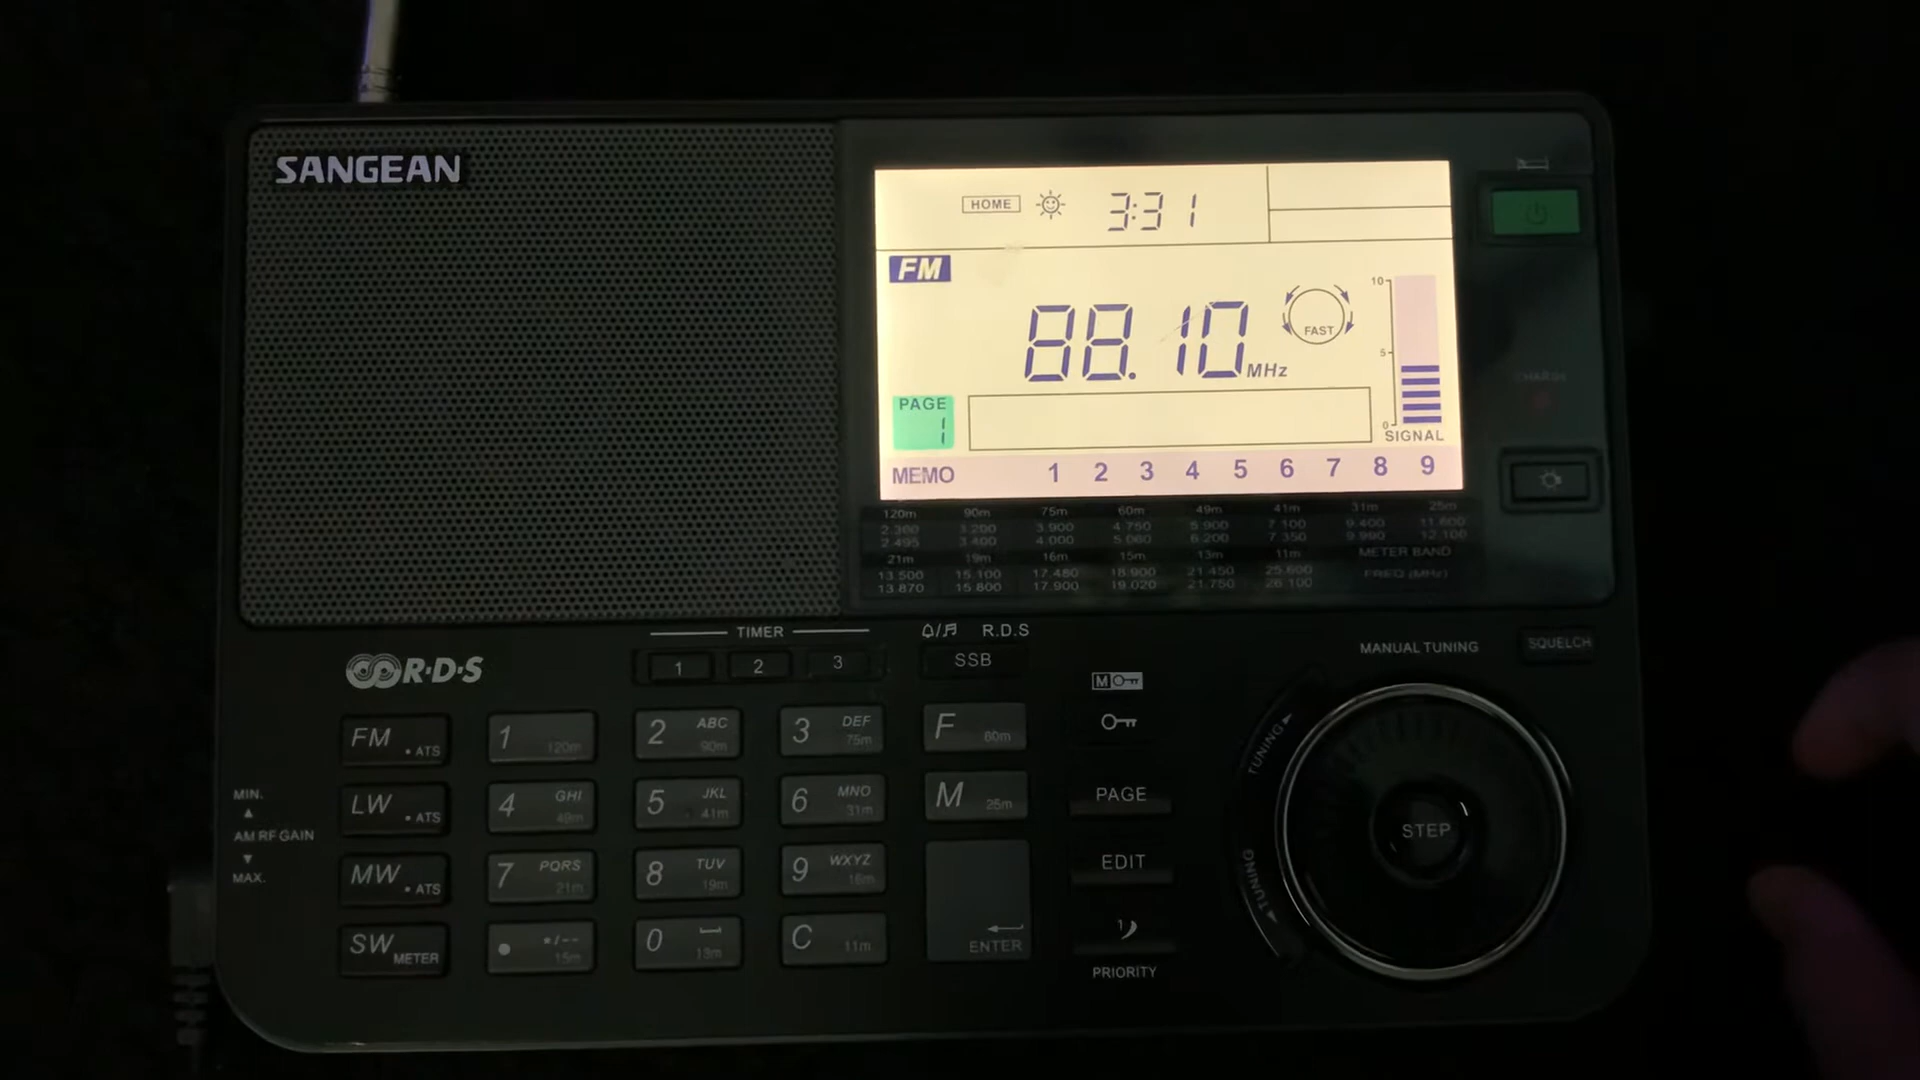 SANGEAN
HOME 3:31
FM
88.10 MHz
FAST
10
5
0
SIGNAL
PAGE
1
MEMO 1 2 3 4 5 6 7 8 9
120m 90m 75m 60m 49m 41m 31m 25m
2.300 3.200 3.900 4.750 5.900 7.100 9.400 11.600
2.495 3.400 4.000 5.060 6.200 7.350 9.990 12.100
21m 19m 16m 15m 13m 11m METER BAND
13.500 15.100 17.480 18.900 21.450 25.600 FREQ (MHz)
13.870 15.800 17.900 19.020 21.750 26.100
TIMER
1 2 3
R.D.S
SSB
MANUAL TUNING
SQUELCH
R·D·S
M
FM • ATS
1 120m
2 ABC 90m
3 DEF 75m
F 60m
LW • ATS
4 GHI 49m
5 JKL 41m
6 MNO 31m
M 25m
PAGE
MIN.
AM RF GAIN
MAX.
MW • ATS
7 PQRS 21m
8 TUV 19m
9 WXYZ 16m
EDIT
SW METER
• */-- 15m
0 13m
C 11m
ENTER
1
PRIORITY
TUNING
STEP
TUNING